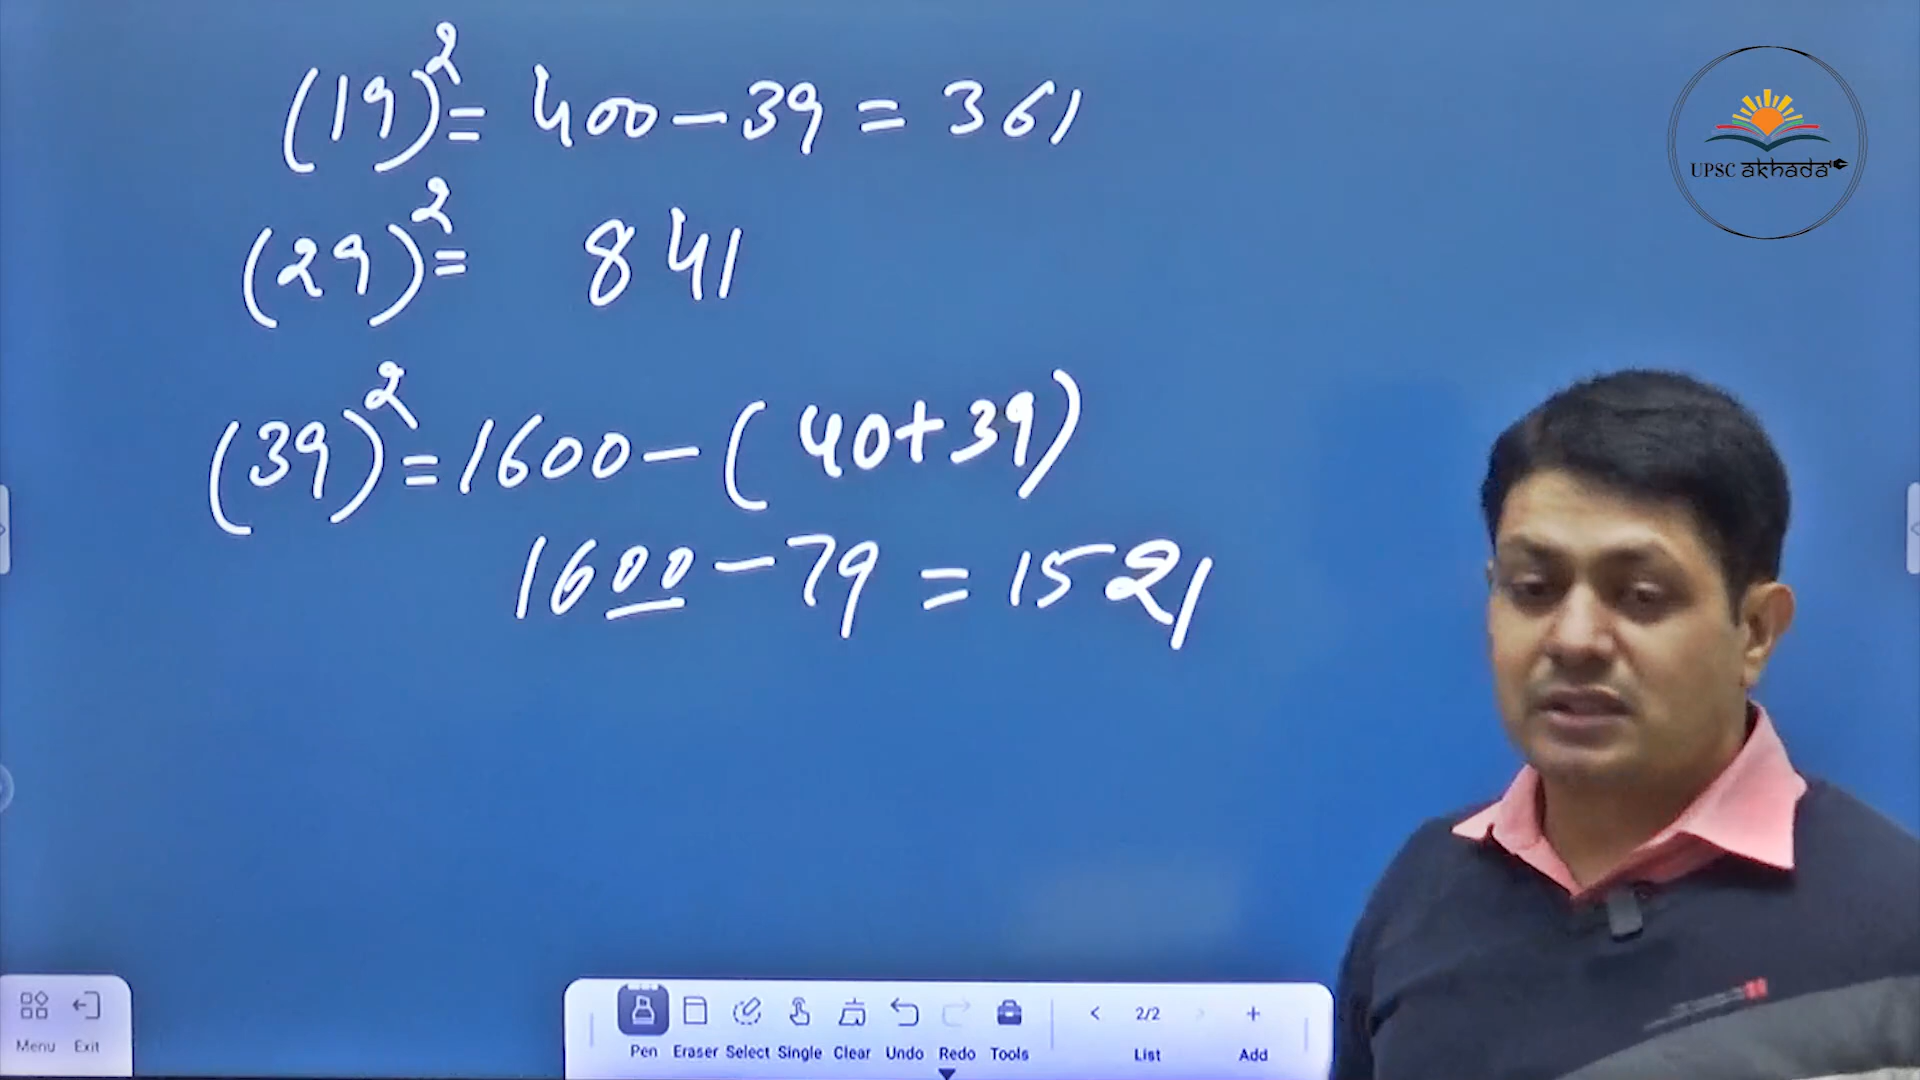 (19)² = 400 - 39 = 361
(29)² = 841
(39)² = 1600 - (40 + 39)
1600 - 79 = 1521
UPSC akhada
Menu Exit
Pen Eraser Select Single Clear Undo Redo Tools
< 2/2 > +
List Add